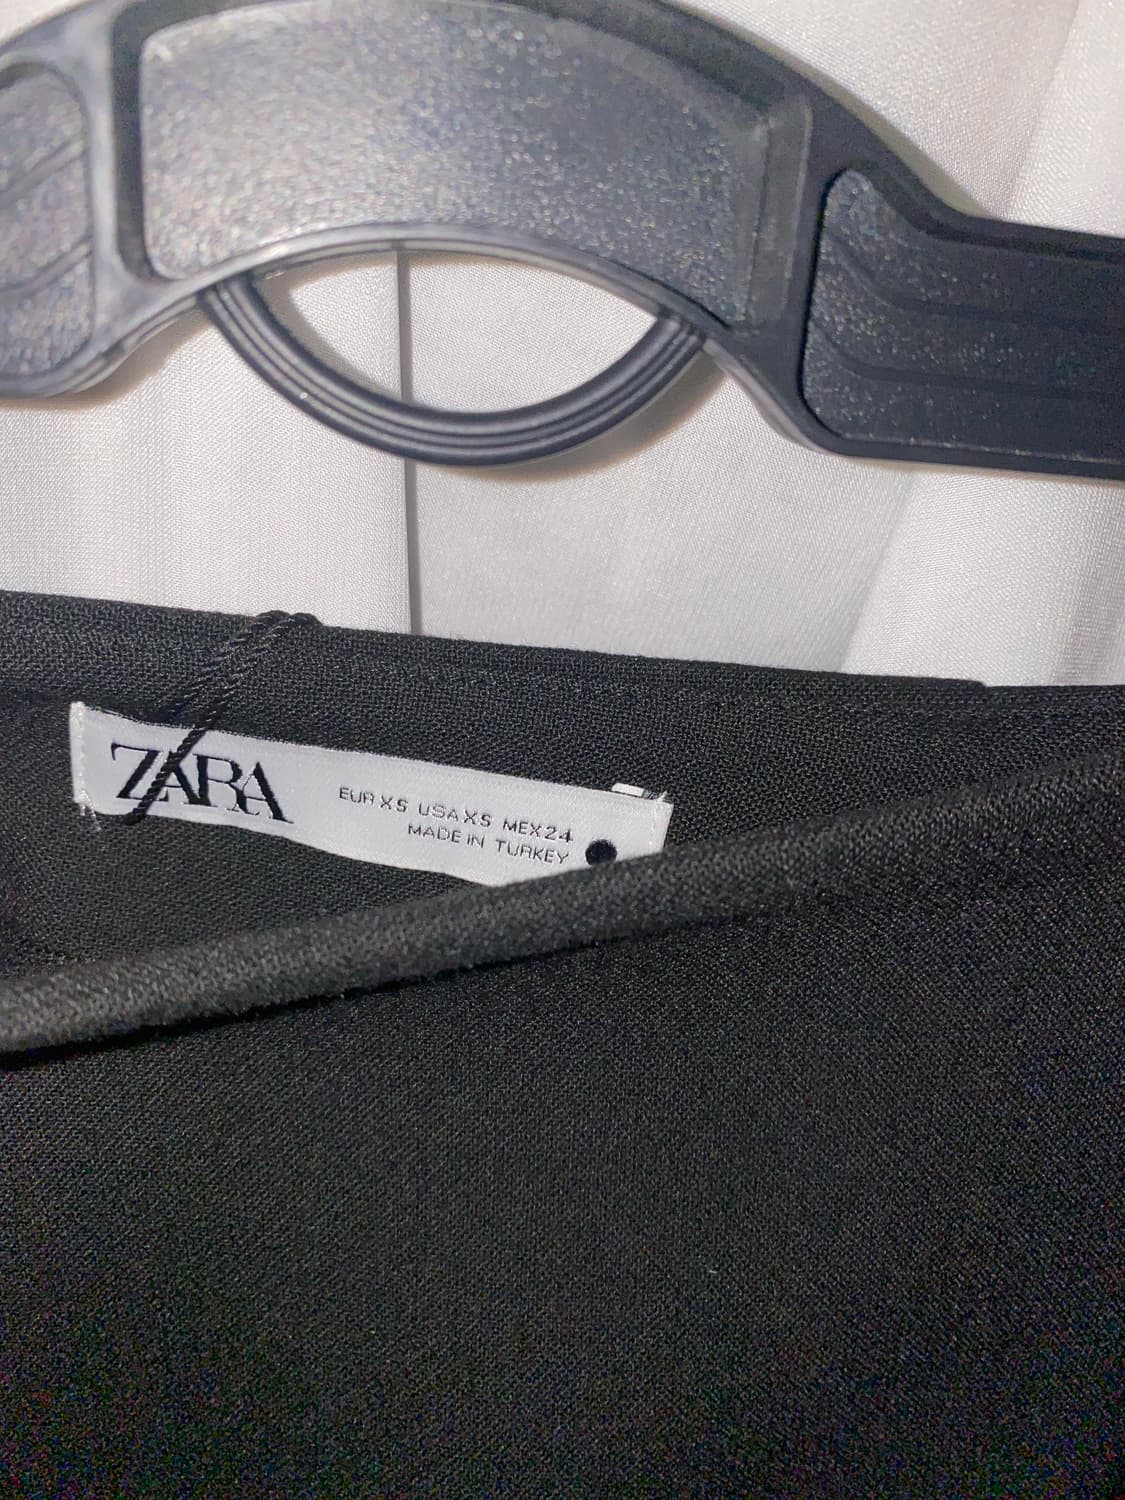 ZARA
EUR XS USA XS MEX 24
MADE IN TURKEY